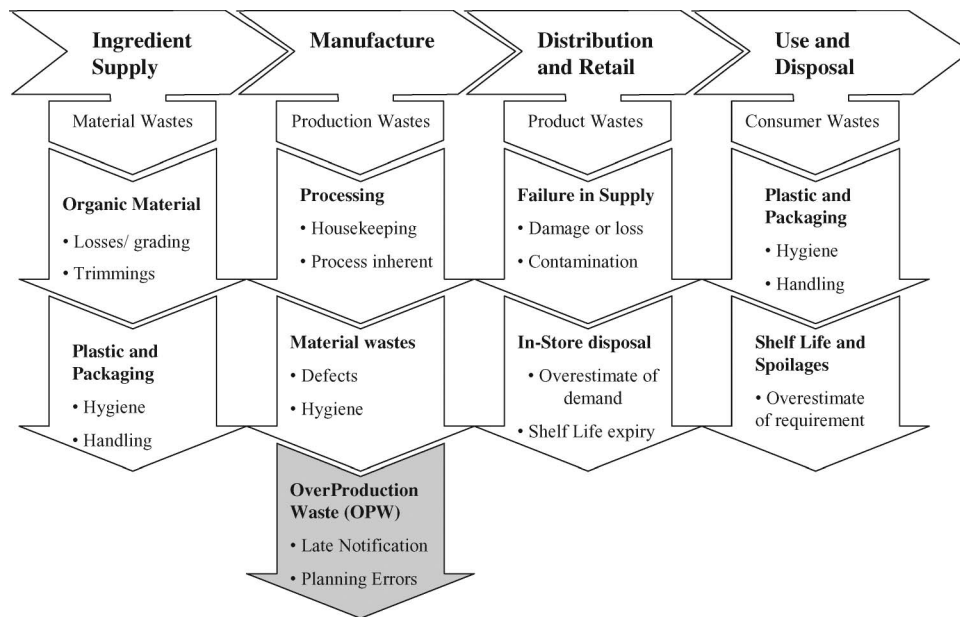 Ingredient
Supply
Manufacture
Distribution
and Retail
Use and
Disposal
Material Wastes
Production Wastes
Product Wastes
Consumer Wastes
Organic Material
• Losses/ grading
• Trimmings
Processing
• Housekeeping
• Process inherent
Failure in Supply
• Damage or loss
• Contamination
Plastic and
Packaging
• Hygiene
• Handling
Plastic and
Packaging
• Hygiene
• Handling
Material wastes
• Defects
• Hygiene
In-Store disposal
• Overestimate of
demand
• Shelf Life expiry
Shelf Life and
Spoilages
• Overestimate
of requirement
OverProduction
Waste (OPW)
• Late Notification
• Planning Errors